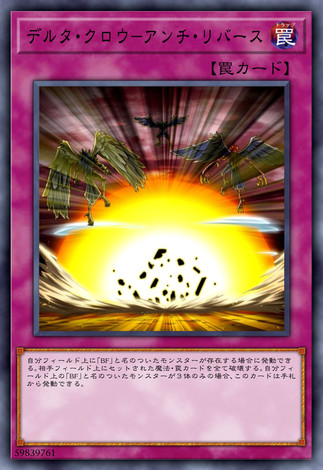 デルタ・クロウ－アンチ・リバース
トラップ
罠
【罠カード】
自分フィールド上に「BF」と名のついたモンスターが存在する場合に発動でき
る。相手フィールド上にセットされた魔法・罠カードを全て破壊する。自分フィー
ルド上の「BF」と名のついたモンスターが３体のみの場合、このカードは手札
から発動できる。
59839761